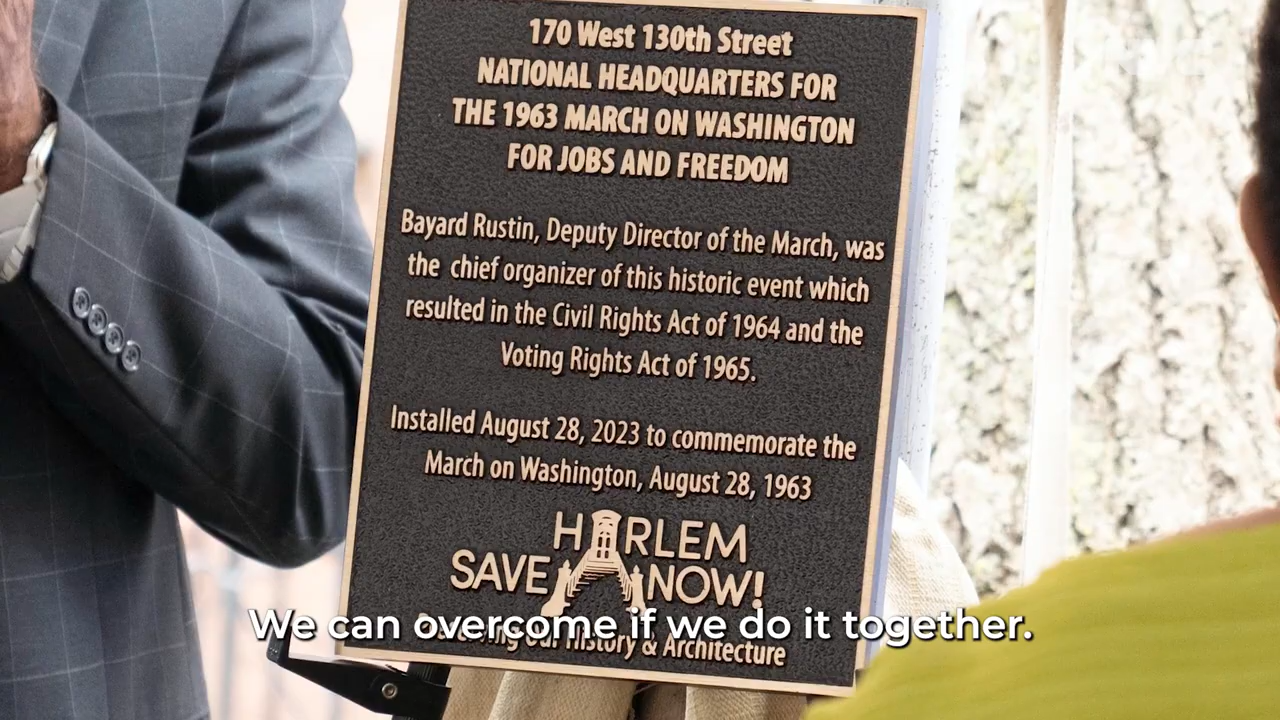 170 West 130th Street
NATIONAL HEADQUARTERS FOR
THE 1963 MARCH ON WASHINGTON
FOR JOBS AND FREEDOM
Bayard Rustin, Deputy Director of the March, was
the chief organizer of this historic event which
resulted in the Civil Rights Act of 1964 and the
Voting Rights Act of 1965.
Installed August 28, 2023 to commemorate the
March on Washington, August 28, 1963
HARLEM
SAVE NOW!
We can overcome if we do it together.
Our History & Architecture